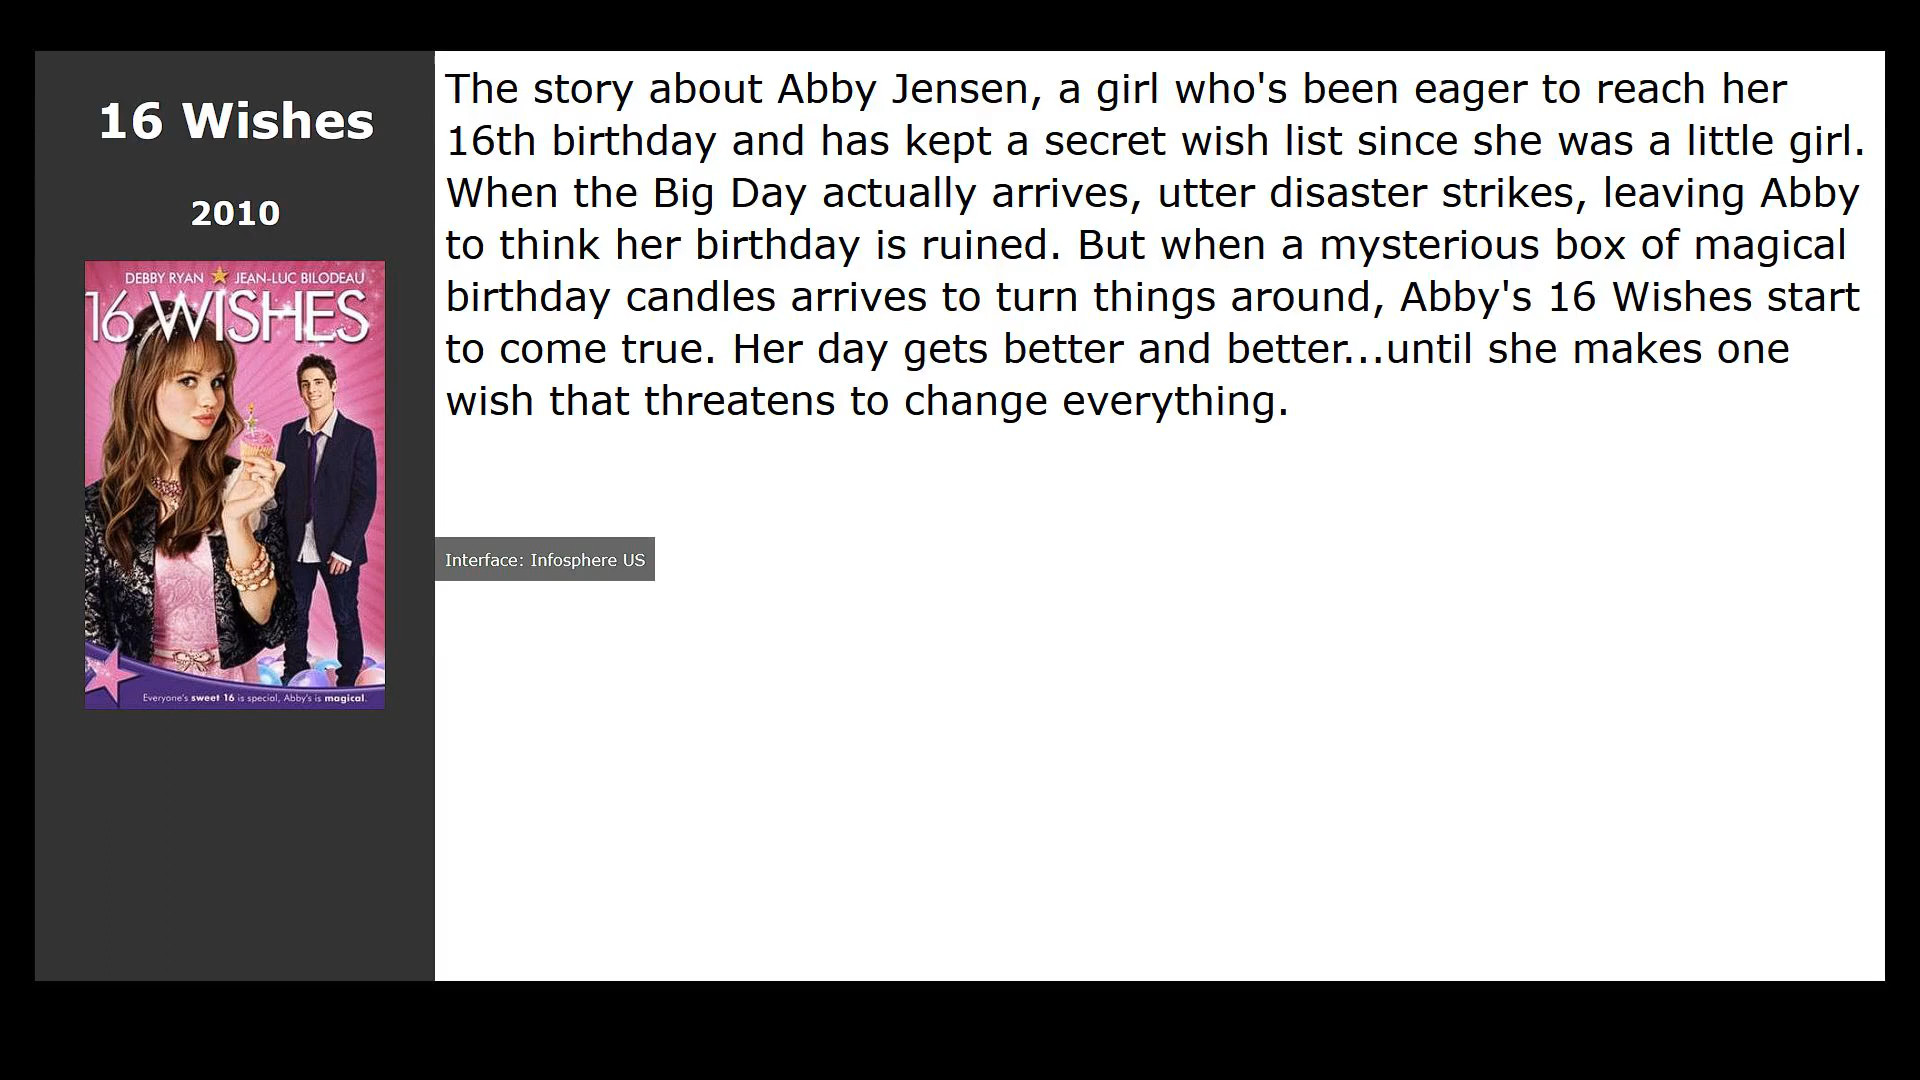 16 Wishes
2010
DEBBY RYAN JEAN-LUC BILODEAU
16 WISHES
Everyone's sweet 16 is special, Abby's is magical.
The story about Abby Jensen, a girl who's been eager to reach her
16th birthday and has kept a secret wish list since she was a little girl.
When the Big Day actually arrives, utter disaster strikes, leaving Abby
to think her birthday is ruined. But when a mysterious box of magical
birthday candles arrives to turn things around, Abby's 16 Wishes start
to come true. Her day gets better and better...until she makes one
wish that threatens to change everything.
Interface: Infosphere US